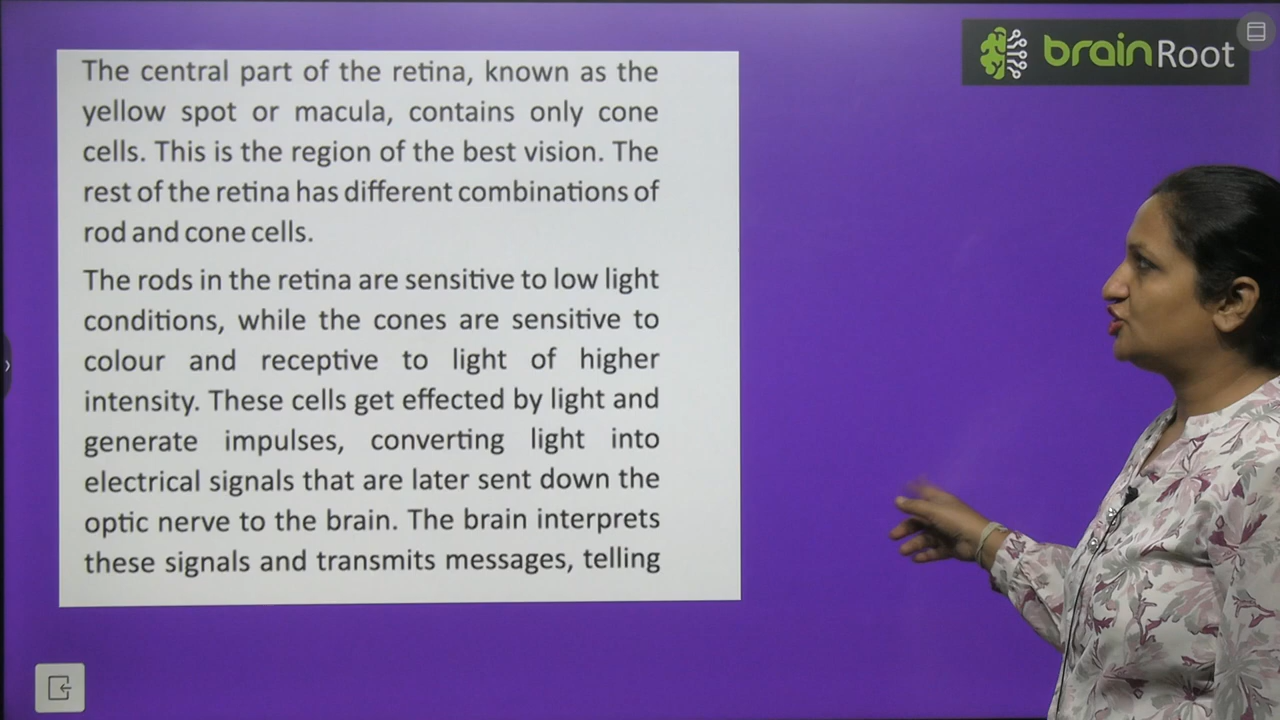 brainRoot
The central part of the retina, known as the
yellow spot or macula, contains only cone
cells. This is the region of the best vision. The
rest of the retina has different combinations of
rod and cone cells.
The rods in the retina are sensitive to low light
conditions, while the cones are sensitive to
colour and receptive to light of higher
intensity. These cells get effected by light and
generate impulses, converting light into
electrical signals that are later sent down the
optic nerve to the brain. The brain interprets
these signals and transmits messages, telling